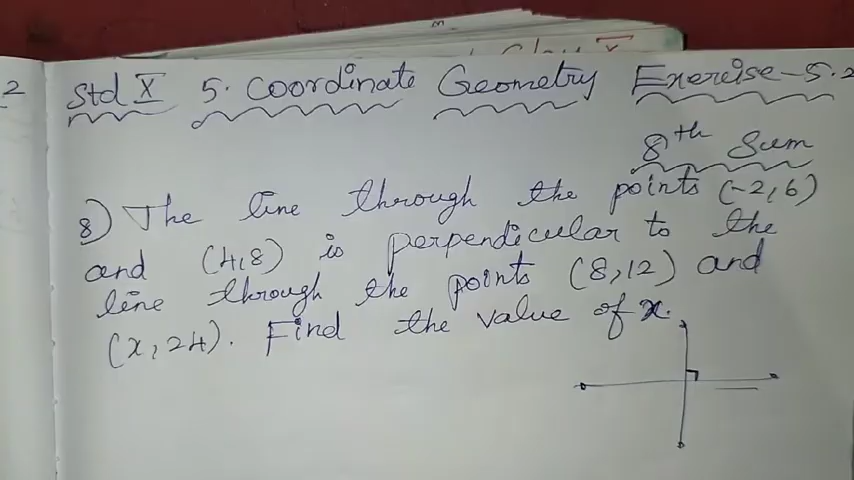 2
Std X 5. Coordinate Geometry Exercise-5.2
8th Sum
8) The line through the points (-2,6)
and (4,8) is perpendicular to the
line through the points (8,12) and
(x,24). Find the value of x.